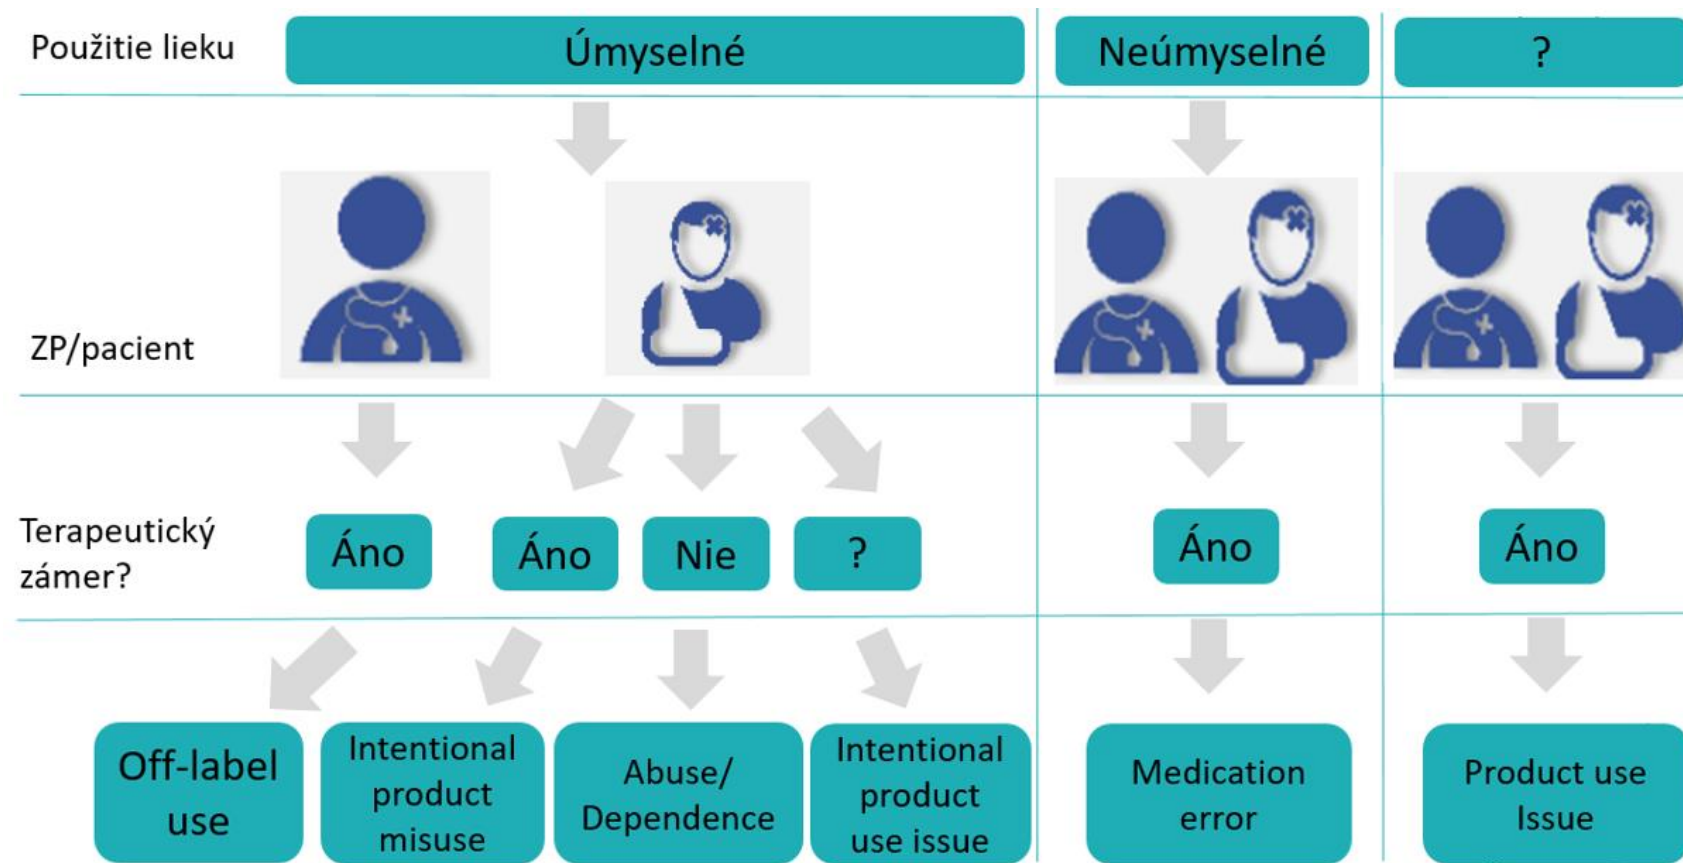 Použitie lieku
Úmyselné
Neúmyselné
?
ZP/pacient
Terapeutický
zámer?
Áno
Áno
Nie
?
Áno
Áno
Off-label
use
Intentional
product
misuse
Abuse/
Dependence
Intentional
product
use issue
Medication
error
Product use
Issue